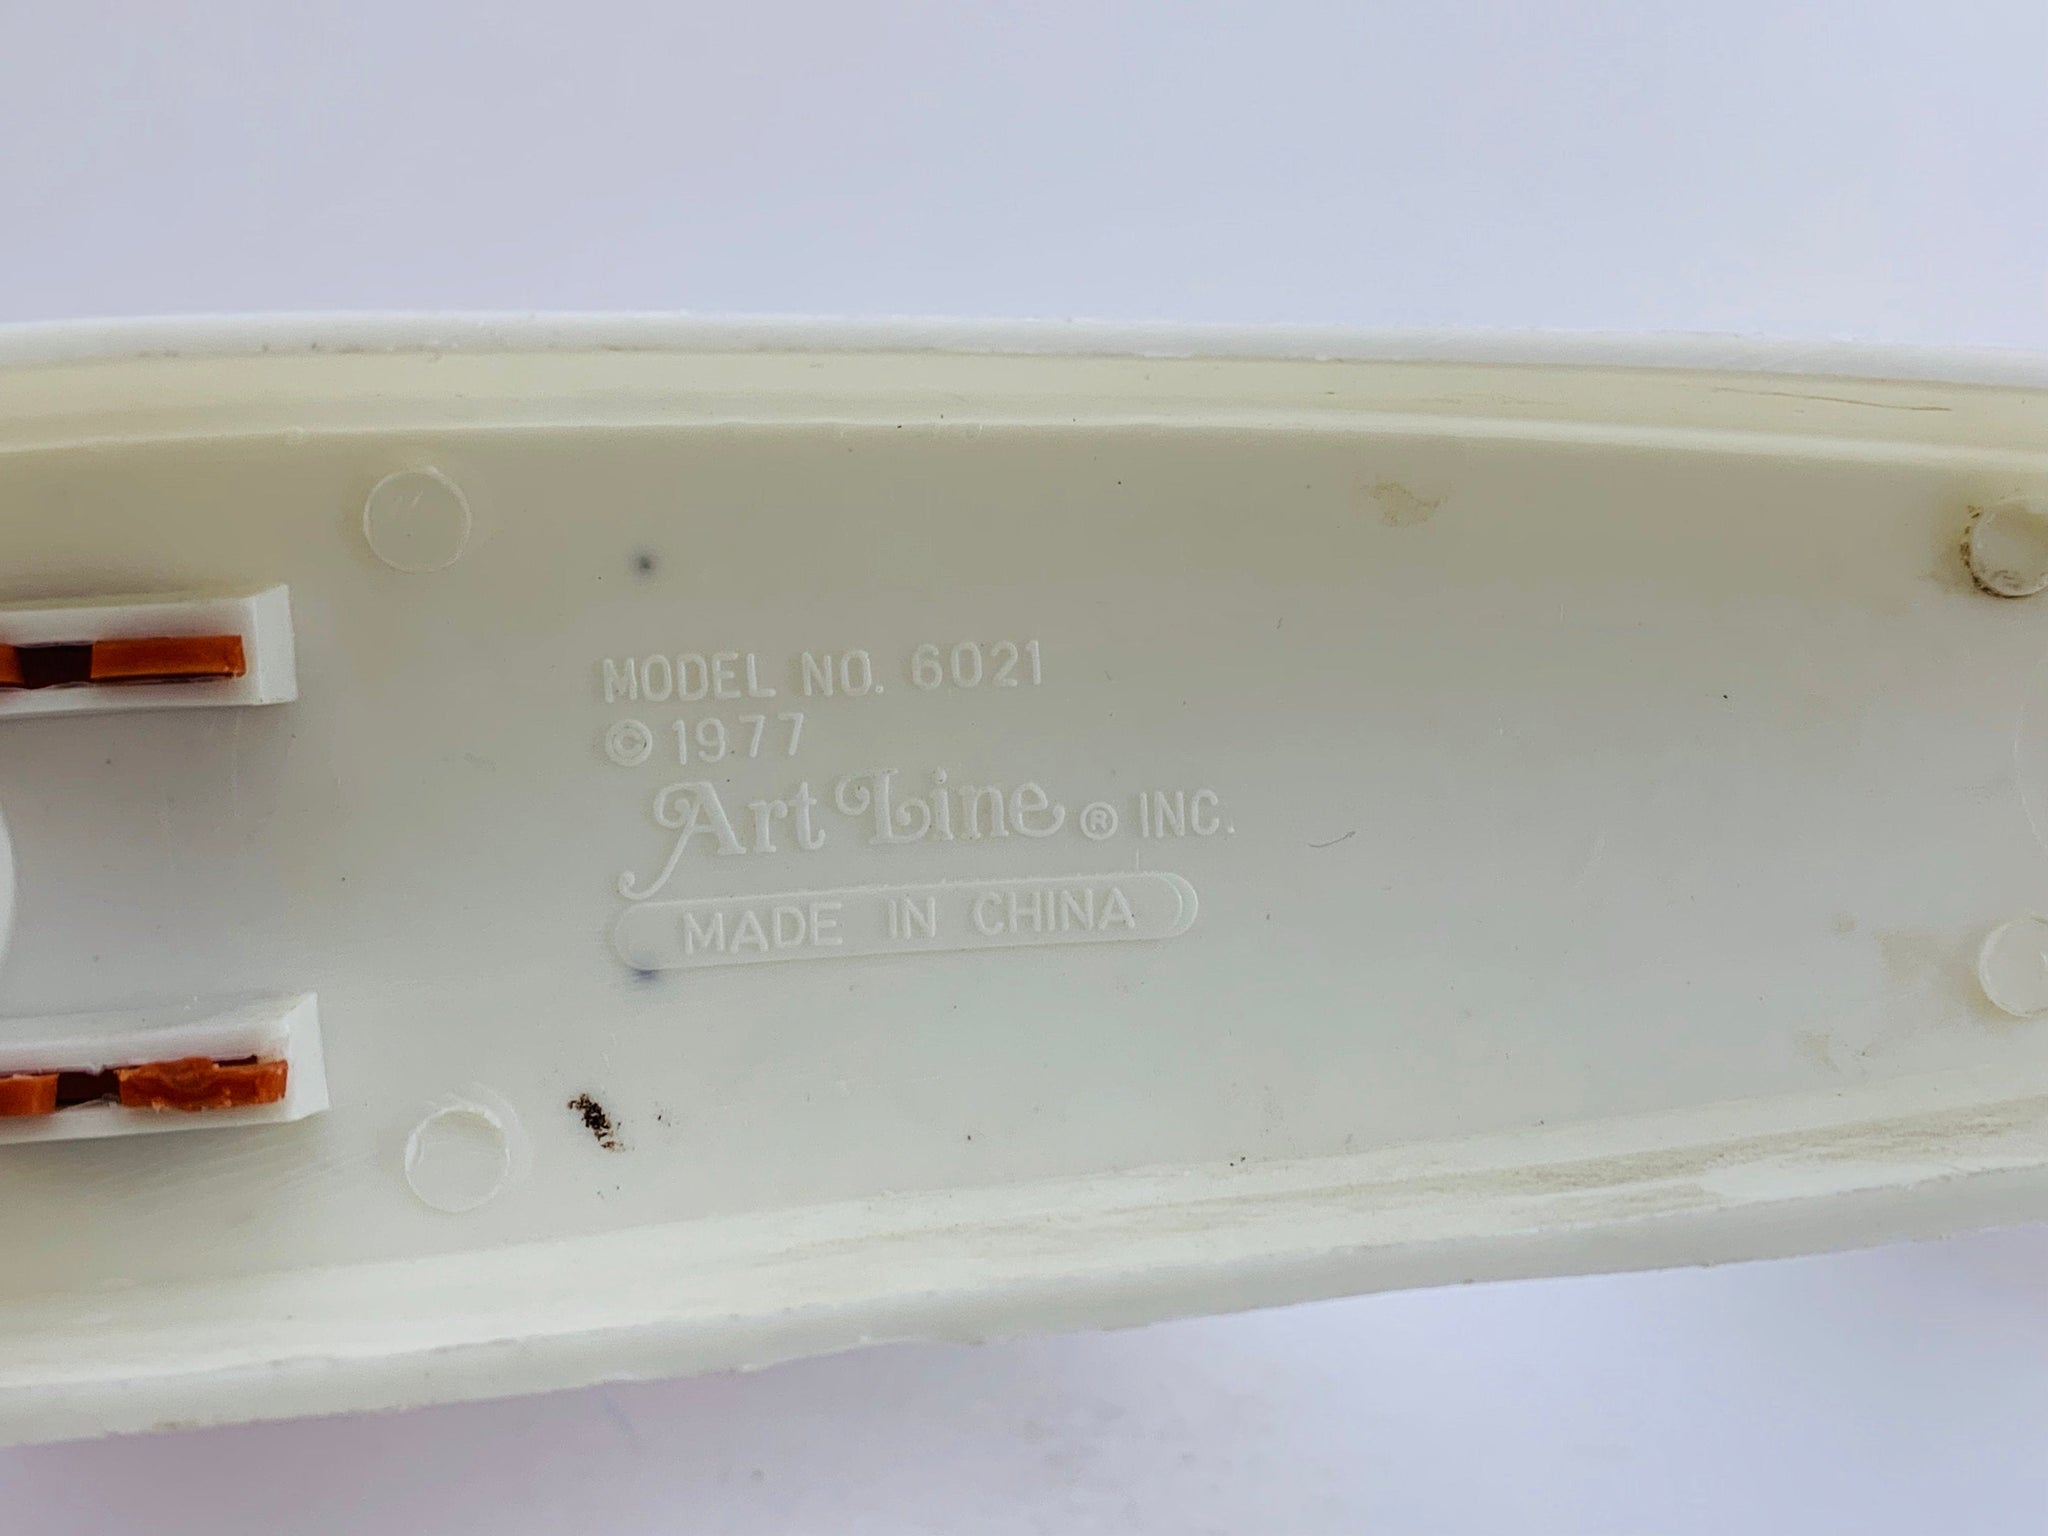 MODEL NO. 6021
©1977
Art Line® INC.
MADE IN CHINA